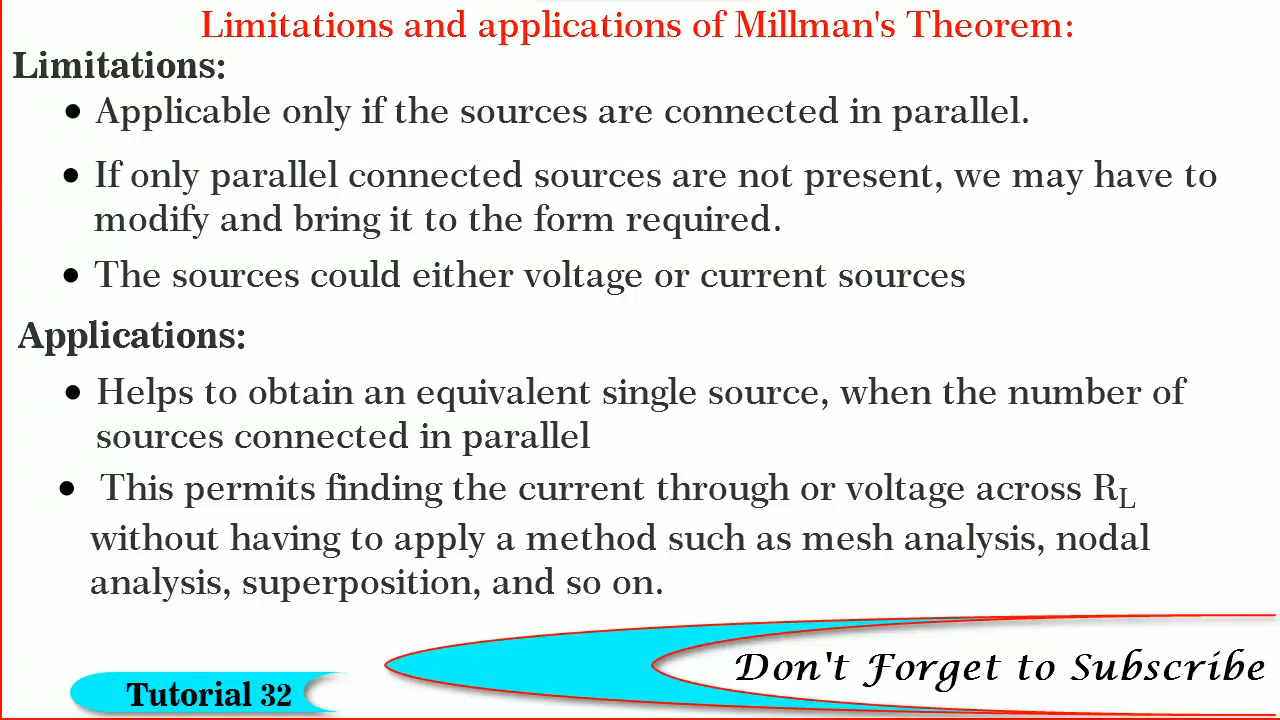 Limitations and applications of Millman's Theorem:
Limitations:
• Applicable only if the sources are connected in parallel.
• If only parallel connected sources are not present, we may have to
modify and bring it to the form required.
• The sources could either voltage or current sources
Applications:
• Helps to obtain an equivalent single source, when the number of
sources connected in parallel
• This permits finding the current through or voltage across RL
without having to apply a method such as mesh analysis, nodal
analysis, superposition, and so on.
Don't Forget to Subscribe
Tutorial 32